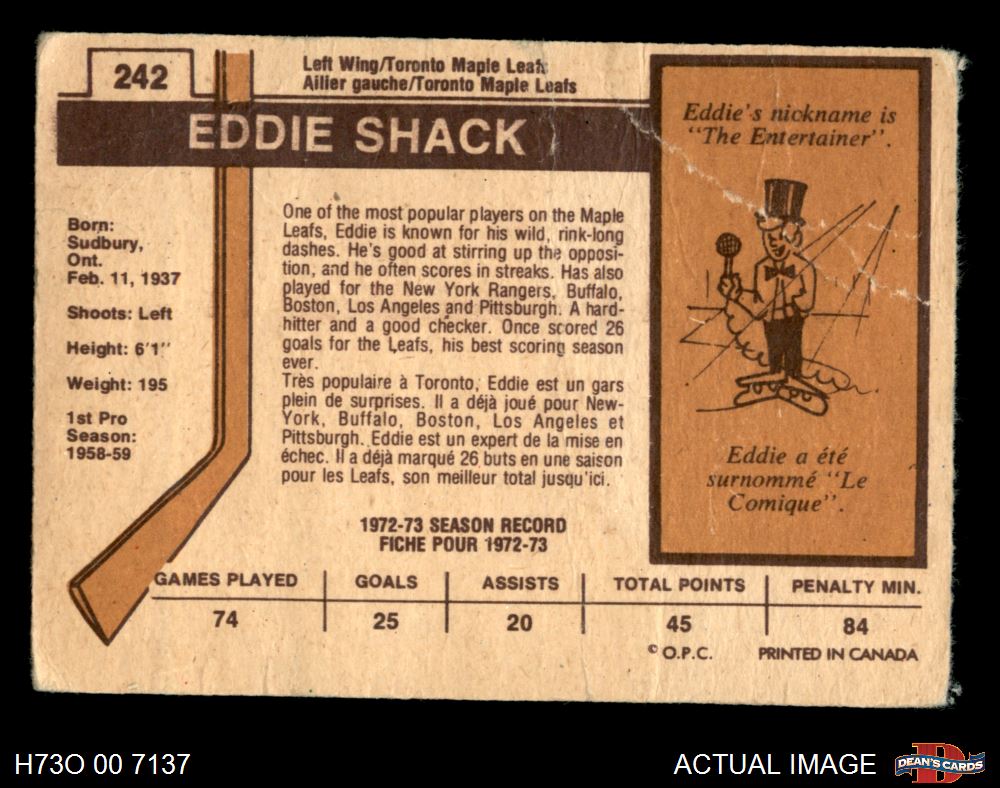 242
Left Wing/Toronto Maple Leafs
Ailier gauche/Toronto Maple Leafs
EDDIE SHACK
Born:
Sudbury,
Ont.
Feb. 11, 1937
Shoots: Left
Height: 6'1"
Weight: 195
1st Pro
Season:
1958-59
One of the most popular players on the Maple
Leafs, Eddie is known for his wild, rink-long
dashes. He's good at stirring up the opposi-
tion, and he often scores in streaks. Has also
played for the New York Rangers, Buffalo,
Boston, Los Angeles and Pittsburgh. A hard-
hitter and a good checker. Once scored 26
goals for the Leafs, his best scoring season
ever.
Très populaire à Toronto, Eddie est un gars
plein de surprises. Il a déjà joué pour New-
York, Buffalo, Boston, Los Angeles et
Pittsburgh. Eddie est un expert de la mise en
échec. Il a déjà marqué 26 buts en une saison
pour les Leafs, son meilleur total jusqu'ici.
Eddie's nickname is
"The Entertainer".
Eddie a été
surnommé "Le
Comique".
1972-73 SEASON RECORD
FICHE POUR 1972-73
GAMES PLAYED GOALS ASSISTS TOTAL POINTS PENALTY MIN.
74 25 20 45 84
© O.P.C. PRINTED IN CANADA
H73O 00 7137
ACTUAL IMAGE
DEAN'S CARDS